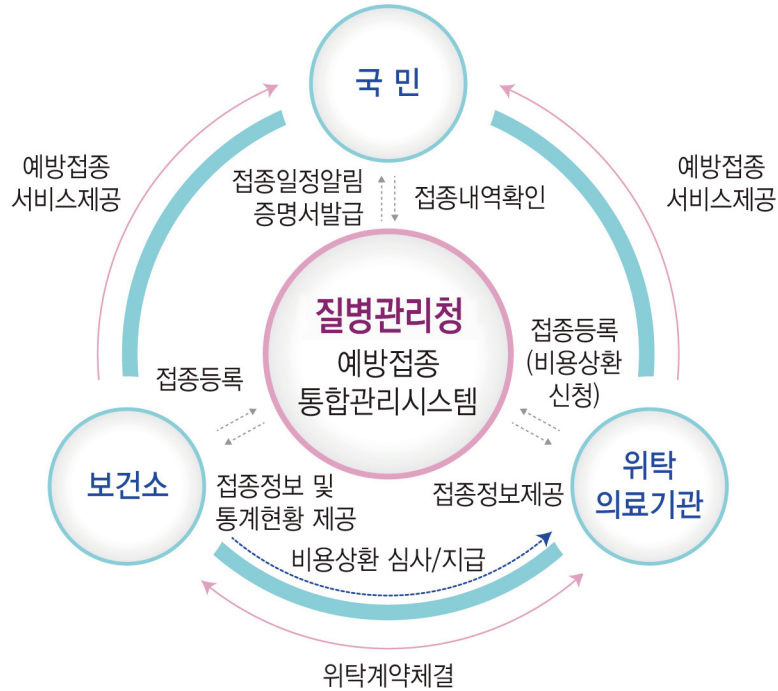 국 민
예방접종
서비스제공
접종일정알림
증명서발급
접종내역확인
예방접종
서비스제공
질병관리청
예방접종
통합관리시스템
접종등록
접종등록
(비용상환
신청)
보건소
접종정보 및
통계현황 제공
접종정보제공
위탁
의료기관
비용상환 심사/지급
위탁계약체결